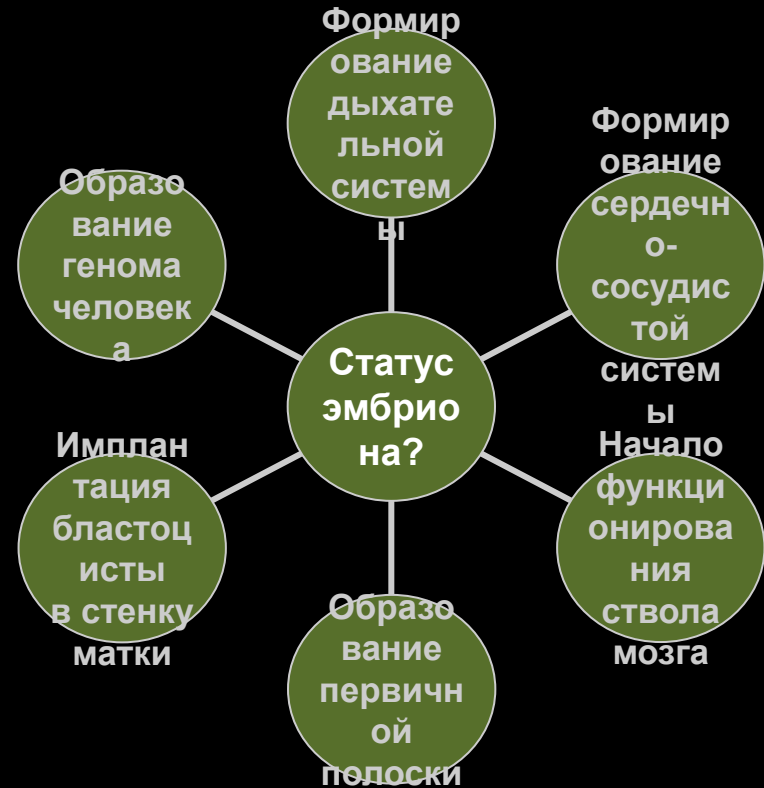 Формир
ование
дыхате
льной
систем
ы
Формир
ование
сердечн
о-
сосудис
той
систем
ы
Начало
функци
онирова
ния
ствола
мозга
Образо
вание
первичн
ой
полоски
Имплан
тация
бластоц
исты
в стенку
матки
Образо
вание
генома
человек
а
Статус
эмбрио
на?